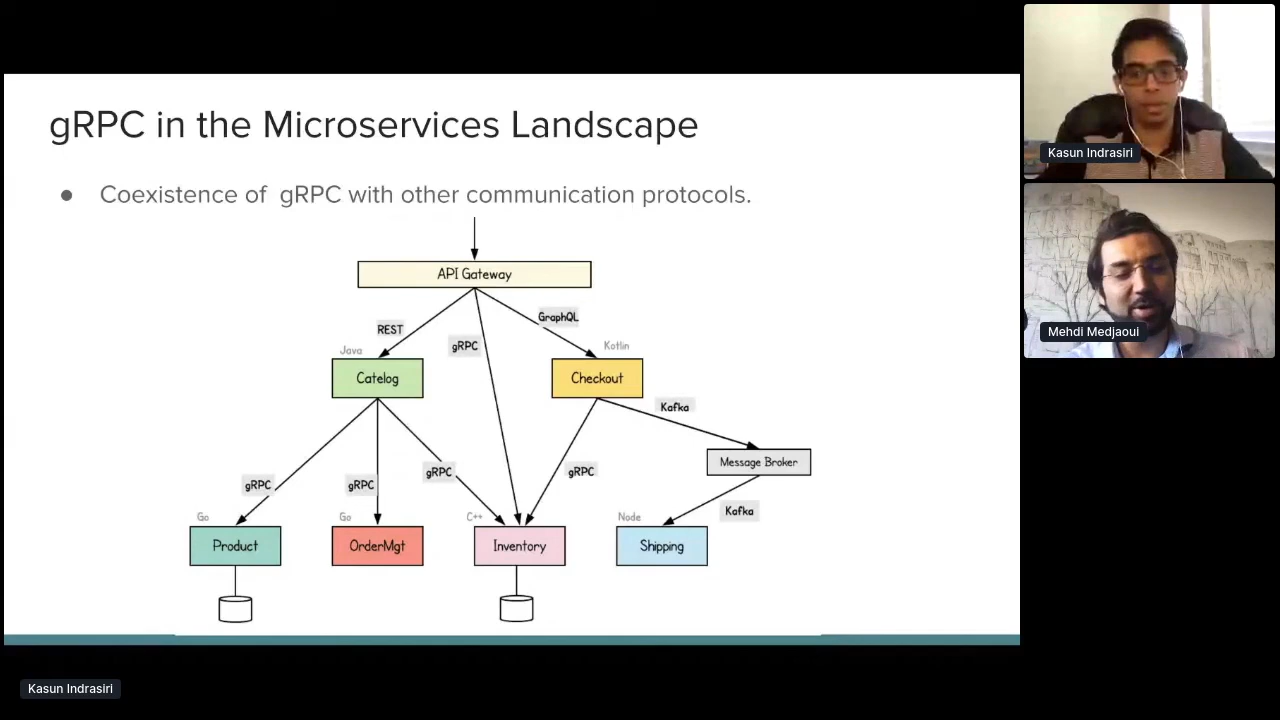 gRPC in the Microservices Landscape
● Coexistence of gRPC with other communication protocols.
API Gateway
REST
gRPC
GraphQL
Java
Catelog
Kotlin
Checkout
Kafka
Message Broker
gRPC
gRPC
gRPC
gRPC
Kafka
Go
Product
Go
OrderMgt
C++
Inventory
Node
Shipping
Kasun Indrasiri
Mehdi Medjaoui
Kasun Indrasiri